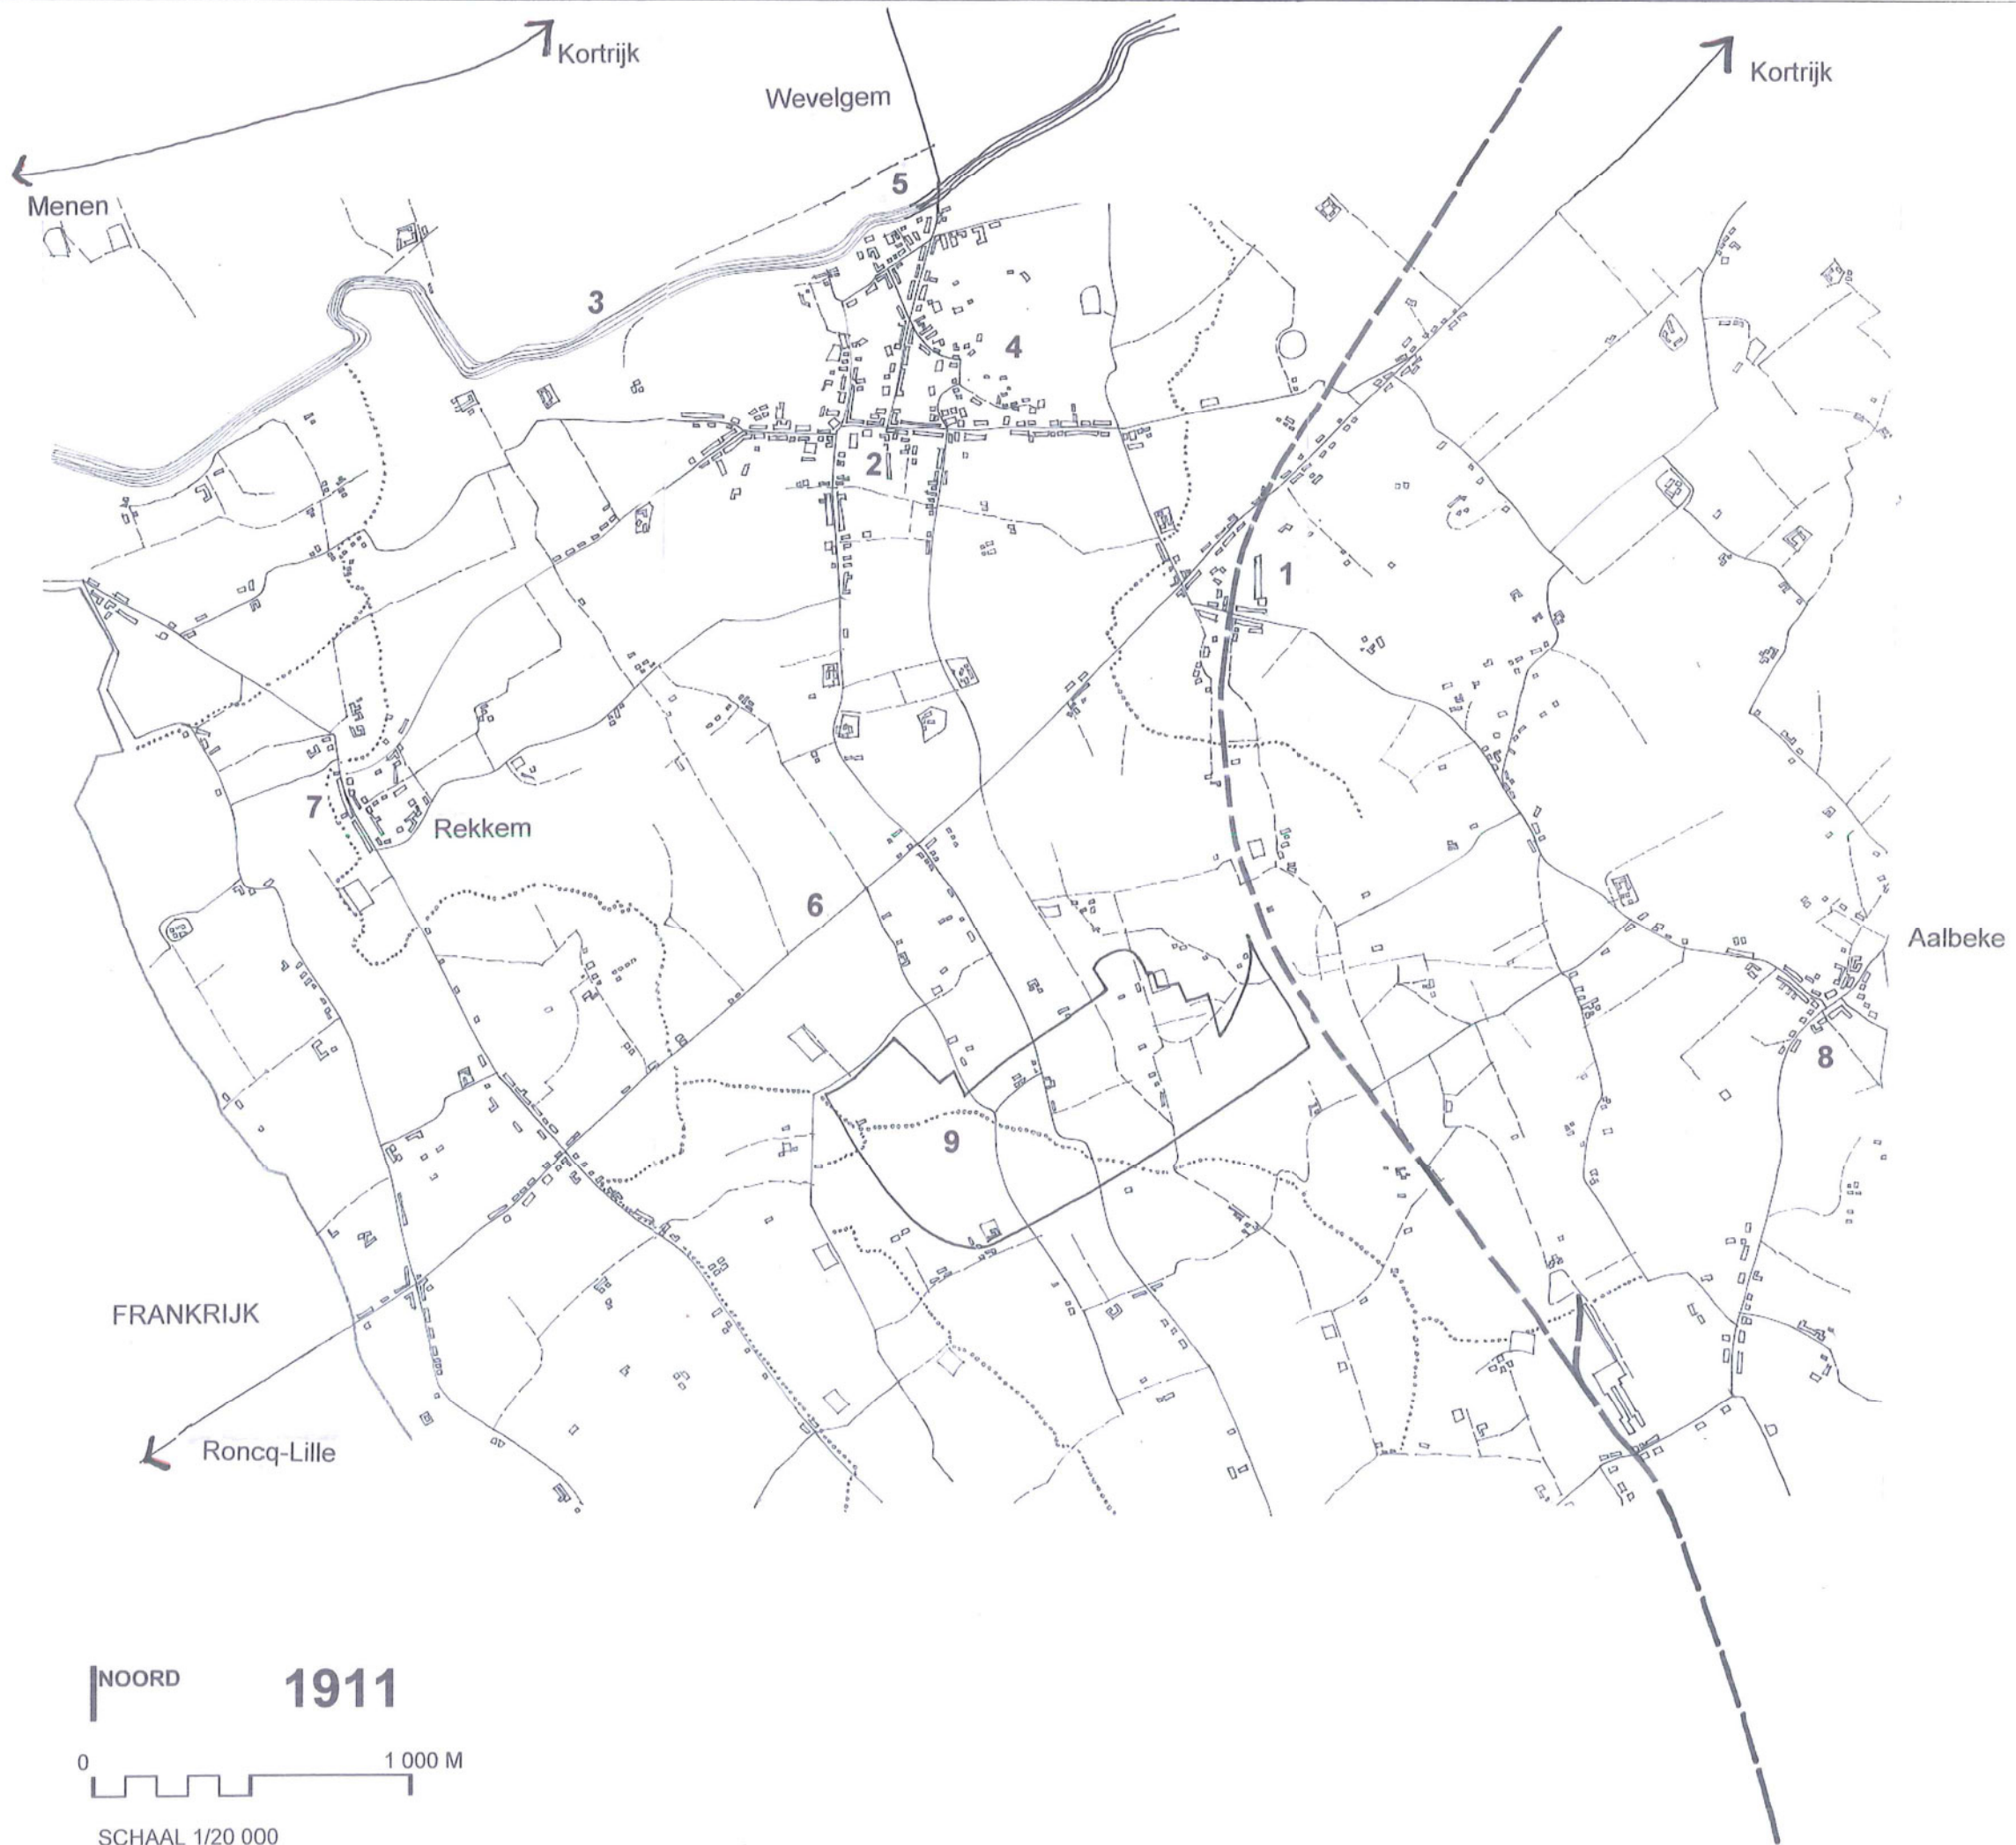 Kortrijk
Kortrijk
Wevelgem
Menen
5
3
4
2
1
7
Rekkem
6
Aalbeke
8
9
FRANKRIJK
Roncq-Lille
NOORD
1911
0
1 000 M
SCHAAL 1/20 000